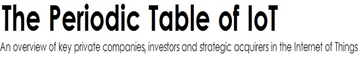 The Periodic Table of IoT
An overview of key private companies, investors and strategic acquirers in the Internet of Things